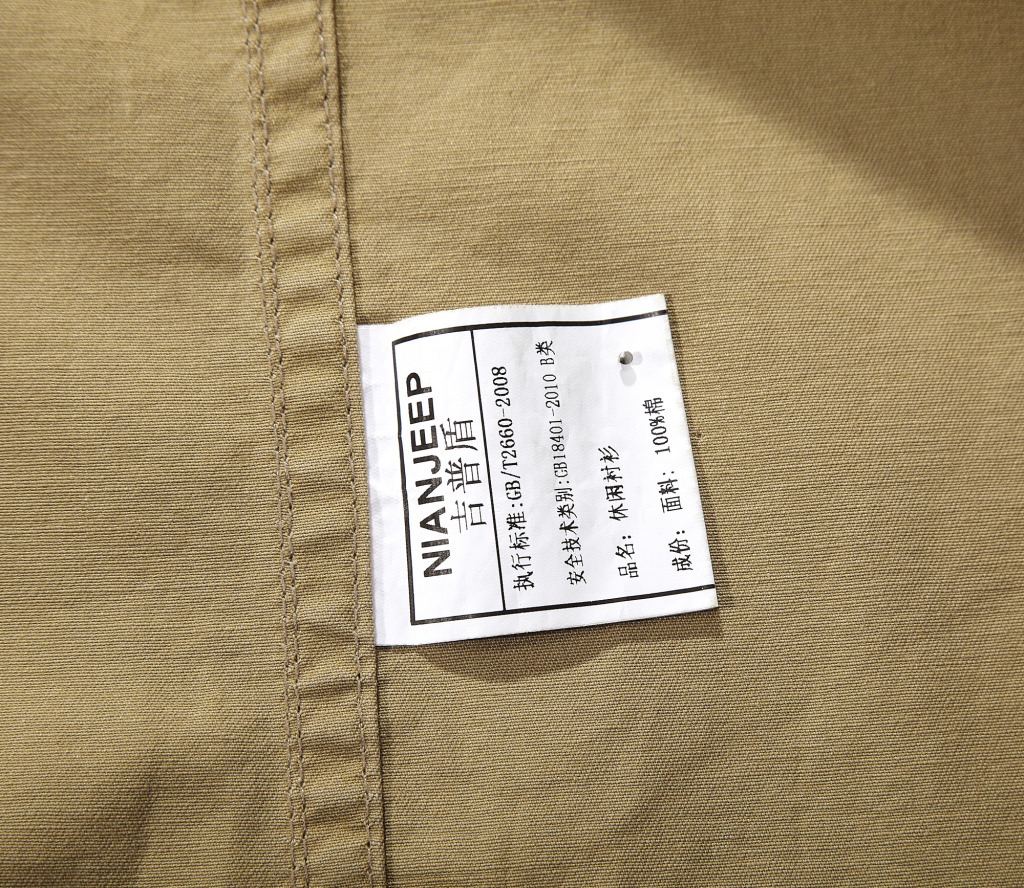 NIANJEEP
吉普盾
执行标准:GB/T2660-2008
安全技术类别:GB18401-2010 B类
品名: 休闲衬衫
成份: 面料: 100%棉